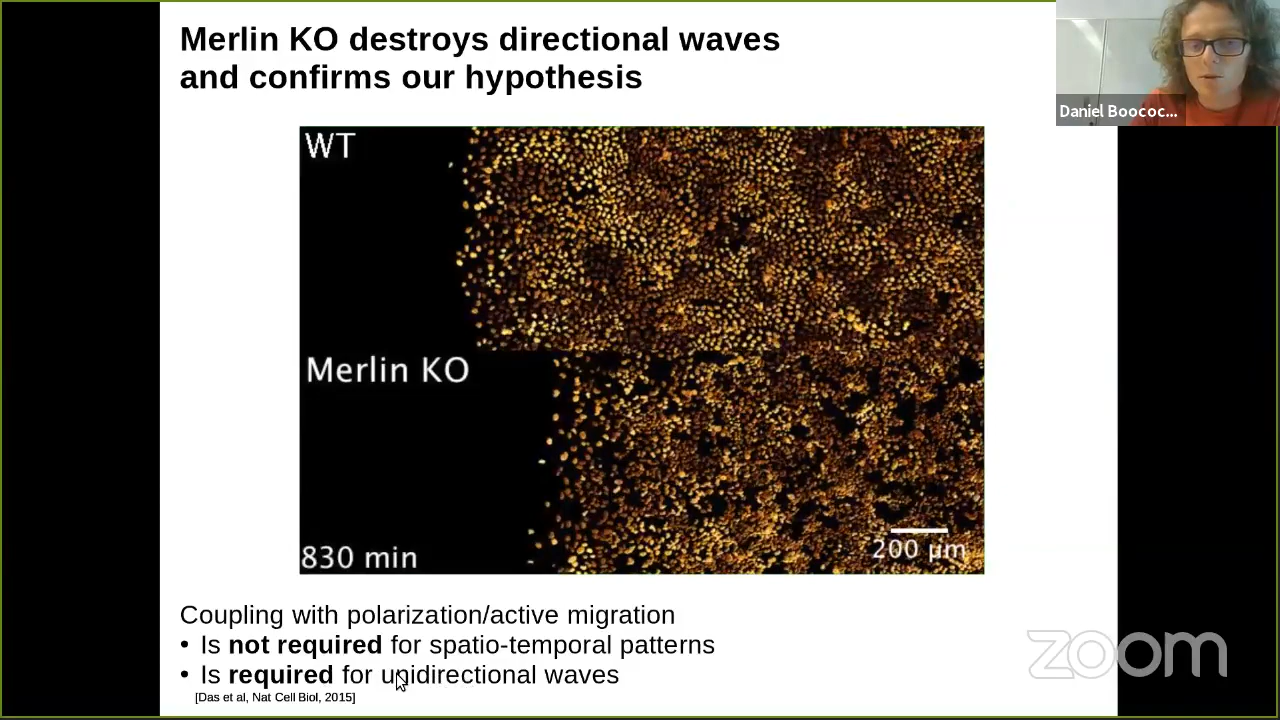 Merlin KO destroys directional waves
and confirms our hypothesis
Daniel Boococ...
WT
Merlin KO
830 min
200 µm
Coupling with polarization/active migration
• Is not required for spatio-temporal patterns
• Is required for unidirectional waves
[Das et al, Nat Cell Biol, 2015]
zoom